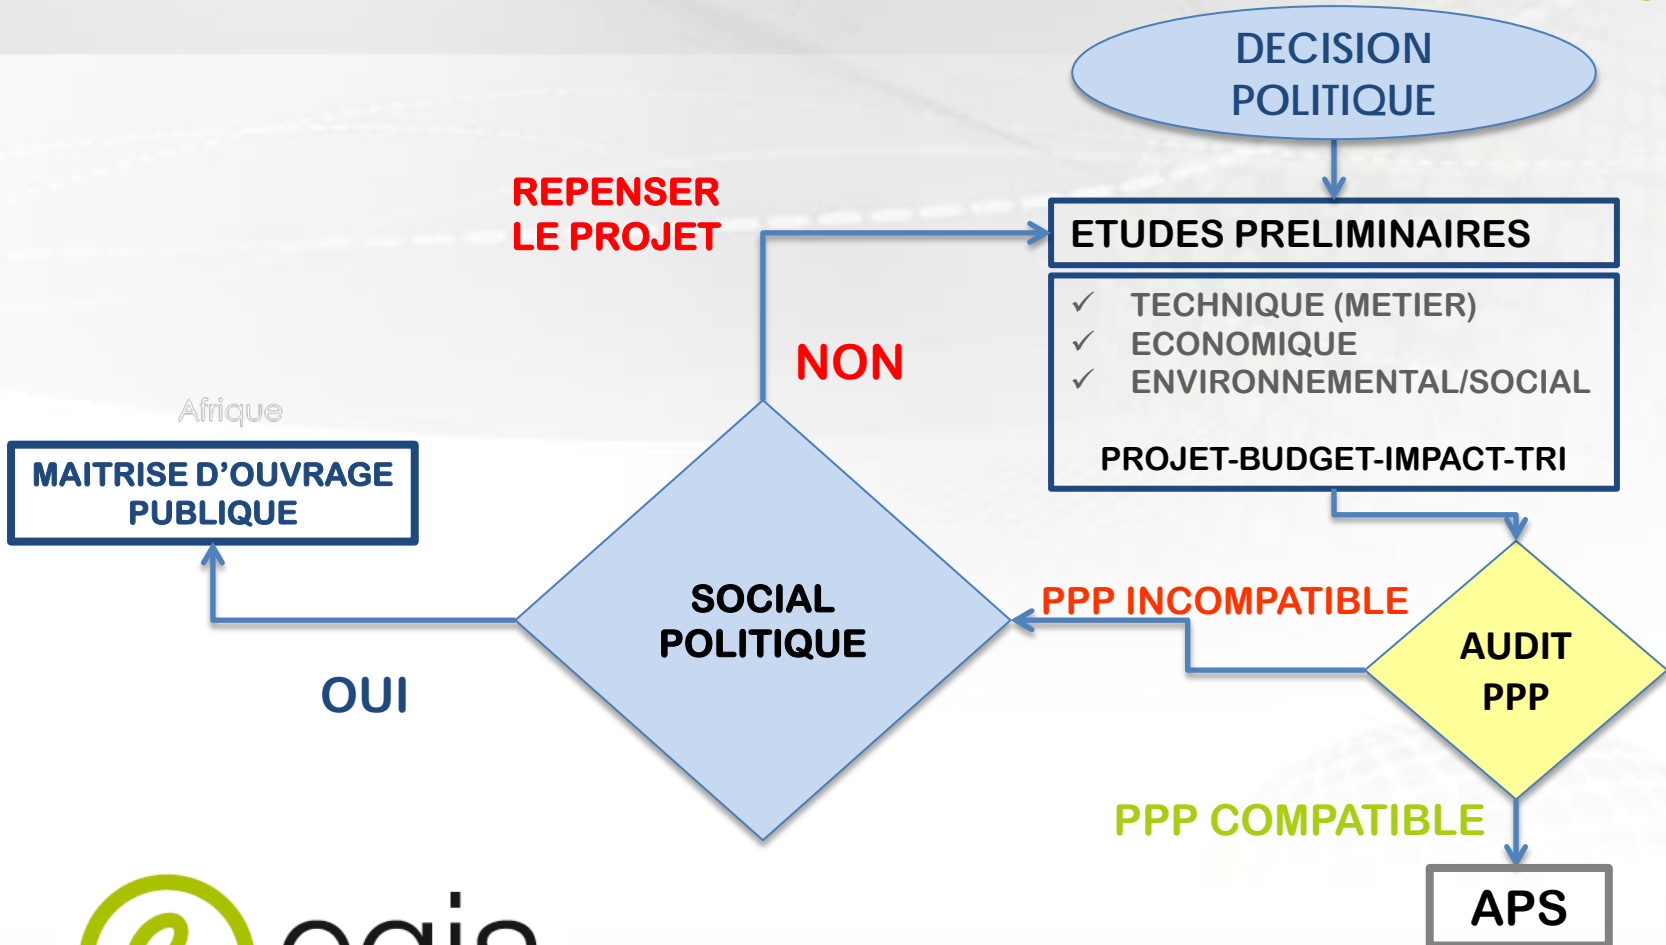 DECISION
POLITIQUE
REPENSER
LE PROJET
ETUDES PRELIMINAIRES
✓ TECHNIQUE (METIER)
✓ ECONOMIQUE
✓ ENVIRONNEMENTAL/SOCIAL
PROJET-BUDGET-IMPACT-TRI
NON
Afrique
MAITRISE D’OUVRAGE
PUBLIQUE
SOCIAL
POLITIQUE
PPP INCOMPATIBLE
AUDIT
PPP
OUI
PPP COMPATIBLE
APS
egis